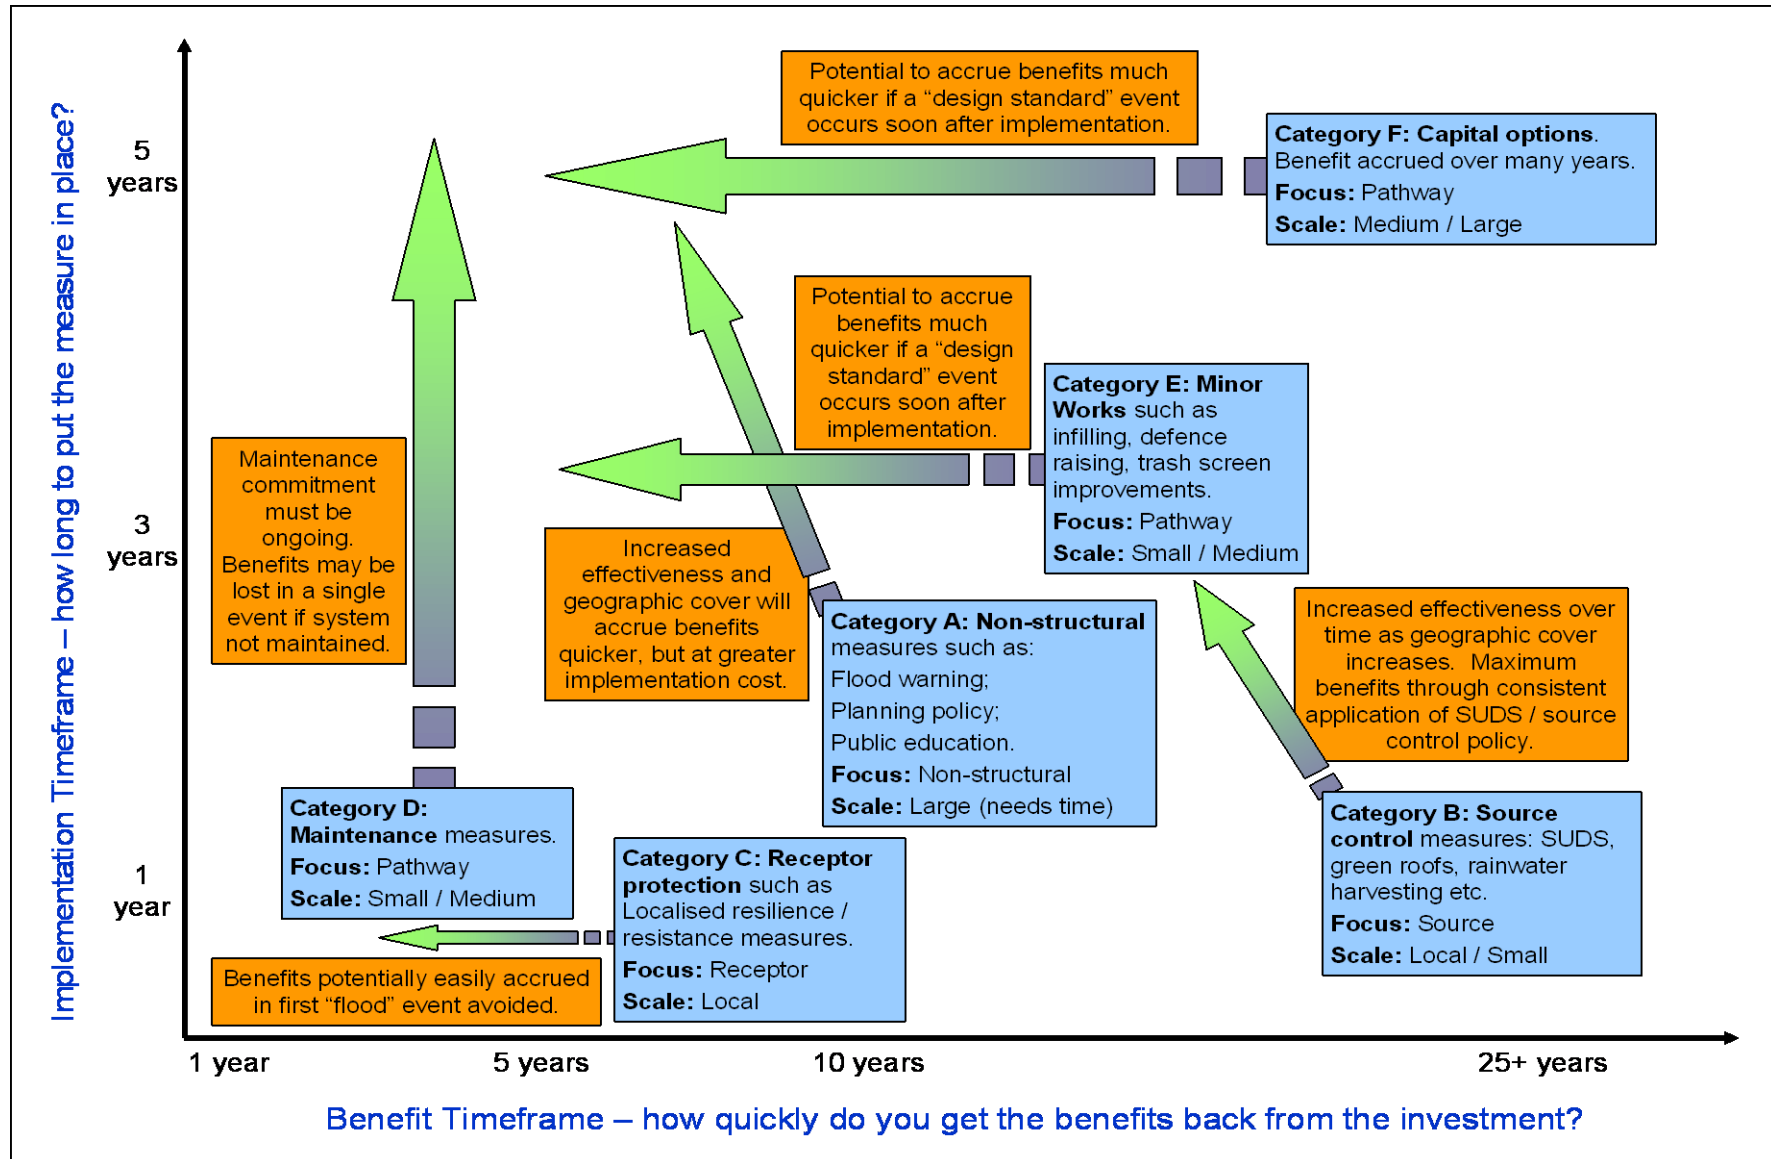 Implementation Timeframe – how long to put the measure in place?
5
years
3
years
1
year
Potential to accrue benefits much
quicker if a “design standard” event
occurs soon after implementation.
Category F: Capital options.
Benefit accrued over many years.
Focus: Pathway
Scale: Medium / Large
Potential to accrue
benefits much
quicker if a “design
standard” event
occurs soon after
implementation.
Category E: Minor
Works such as
infilling, defence
raising, trash screen
improvements.
Focus: Pathway
Scale: Small / Medium
Maintenance
commitment
must be
ongoing.
Benefits may be
lost in a single
event if system
not maintained.
Increased
effectiveness and
geographic cover will
accrue benefits
quicker, but at greater
implementation cost.
Category A: Non-structural
measures such as:
Flood warning;
Planning policy;
Public education.
Focus: Non-structural
Scale: Large (needs time)
Increased effectiveness over
time as geographic cover
increases. Maximum
benefits through consistent
application of SUDS / source
control policy.
Category D:
Maintenance measures.
Focus: Pathway
Scale: Small / Medium
Category C: Receptor
protection such as
Localised resilience /
resistance measures.
Focus: Receptor
Scale: Local
Category B: Source
control measures: SUDS,
green roofs, rainwater
harvesting etc.
Focus: Source
Scale: Local / Small
Benefits potentially easily accrued
in first “flood” event avoided.
1 year
5 years
10 years
25+ years
Benefit Timeframe – how quickly do you get the benefits back from the investment?